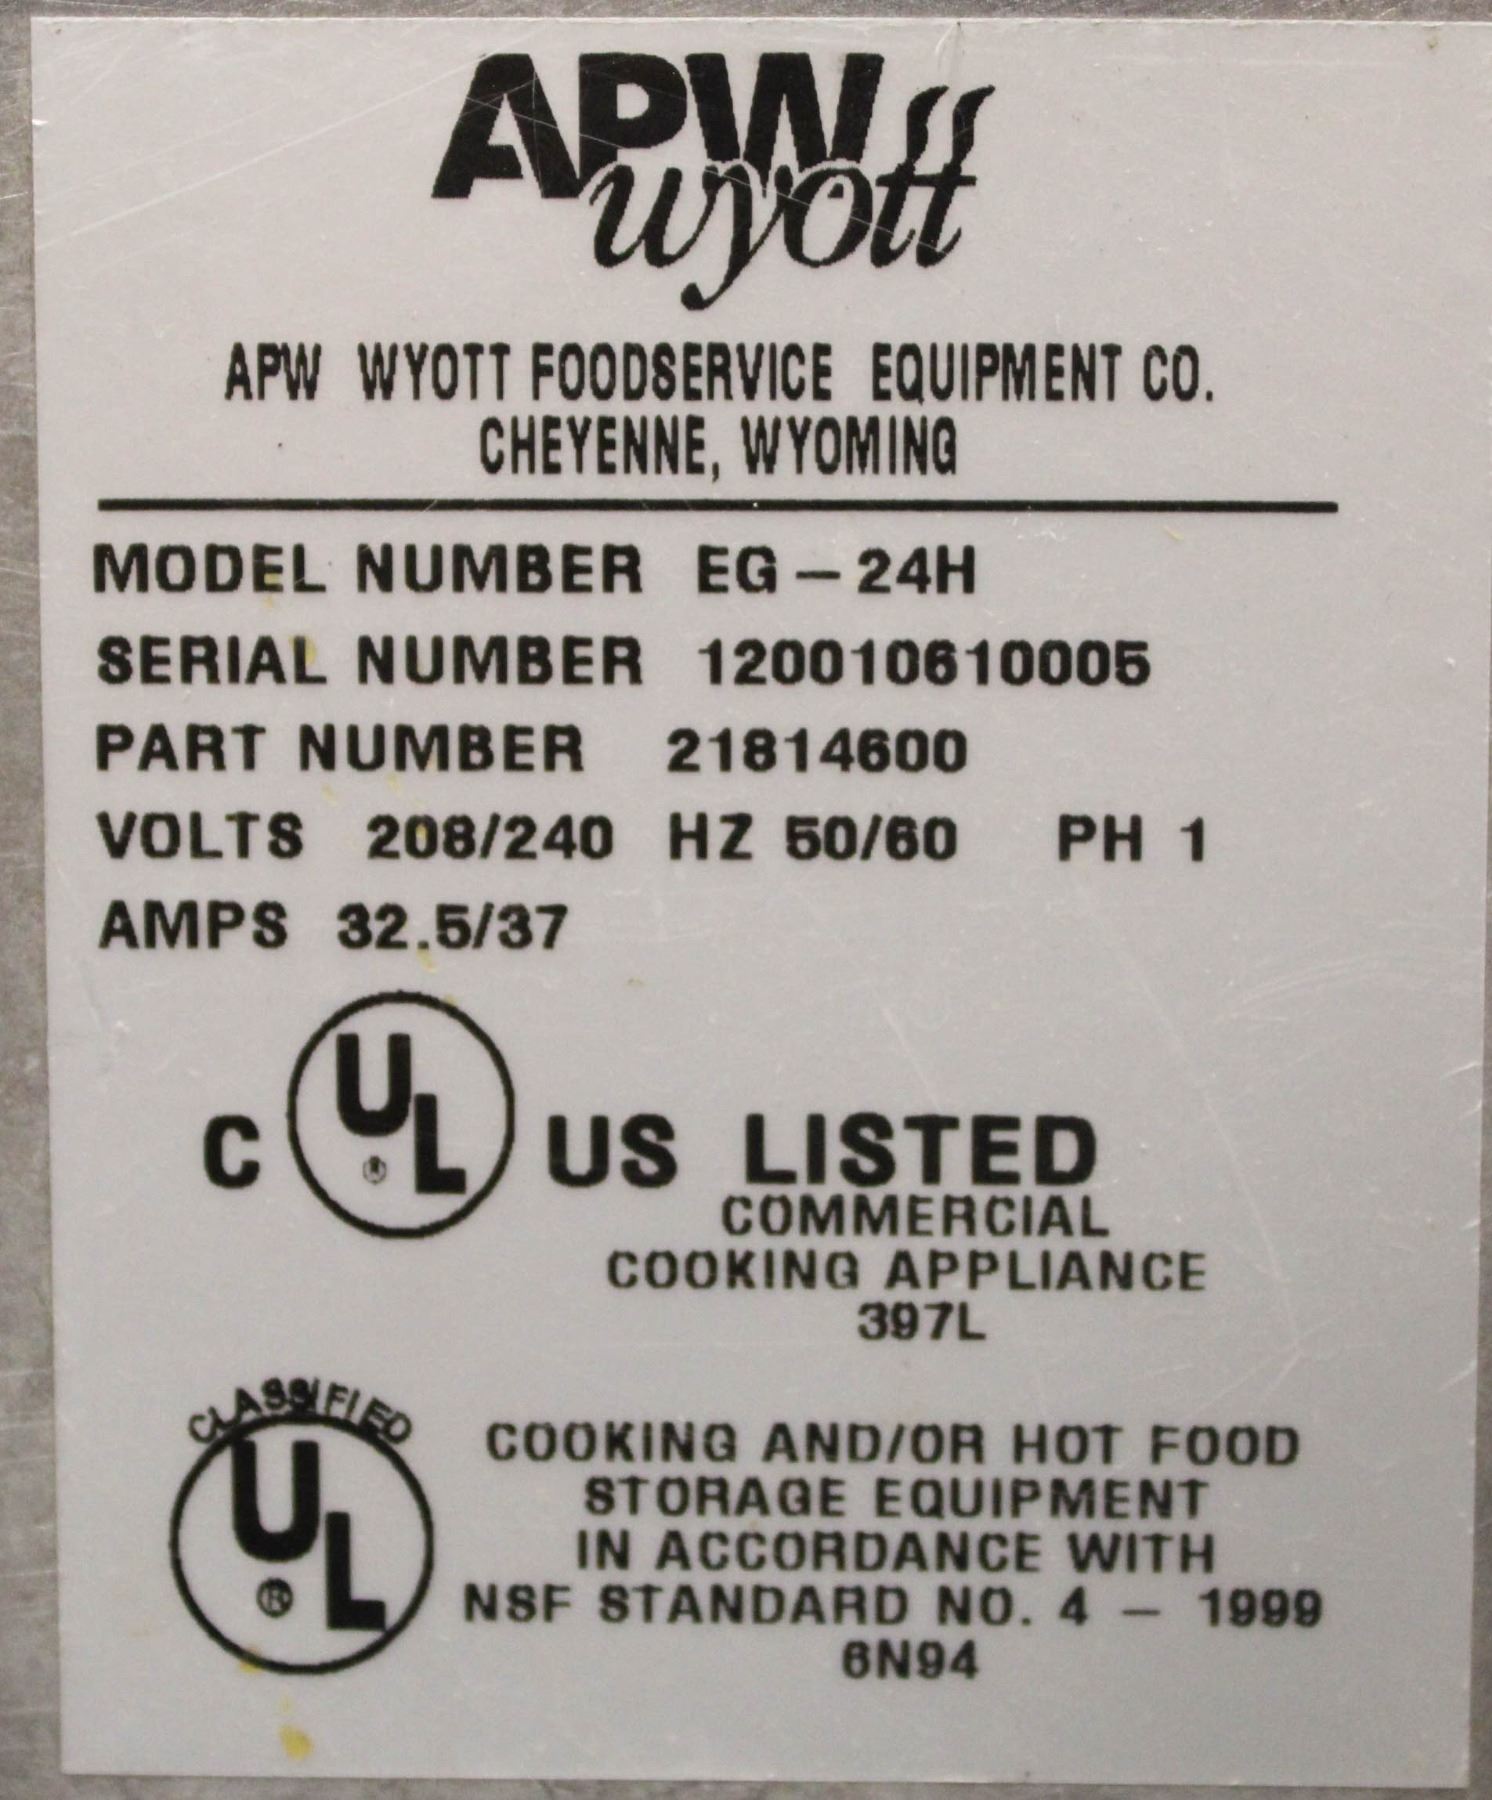 APW
wyott
APW WYOTT FOODSERVICE EQUIPMENT CO.
CHEYENNE, WYOMING
MODEL NUMBER EG – 24H
SERIAL NUMBER 120010610005
PART NUMBER 21814600
VOLTS 208/240 HZ 50/60 PH 1
AMPS 32.5/37
C UL ® US LISTED
COMMERCIAL
COOKING APPLIANCE
397L
CLASSIFIED
UL ®
COOKING AND/OR HOT FOOD
STORAGE EQUIPMENT
IN ACCORDANCE WITH
NSF STANDARD NO. 4 – 1999
6N94